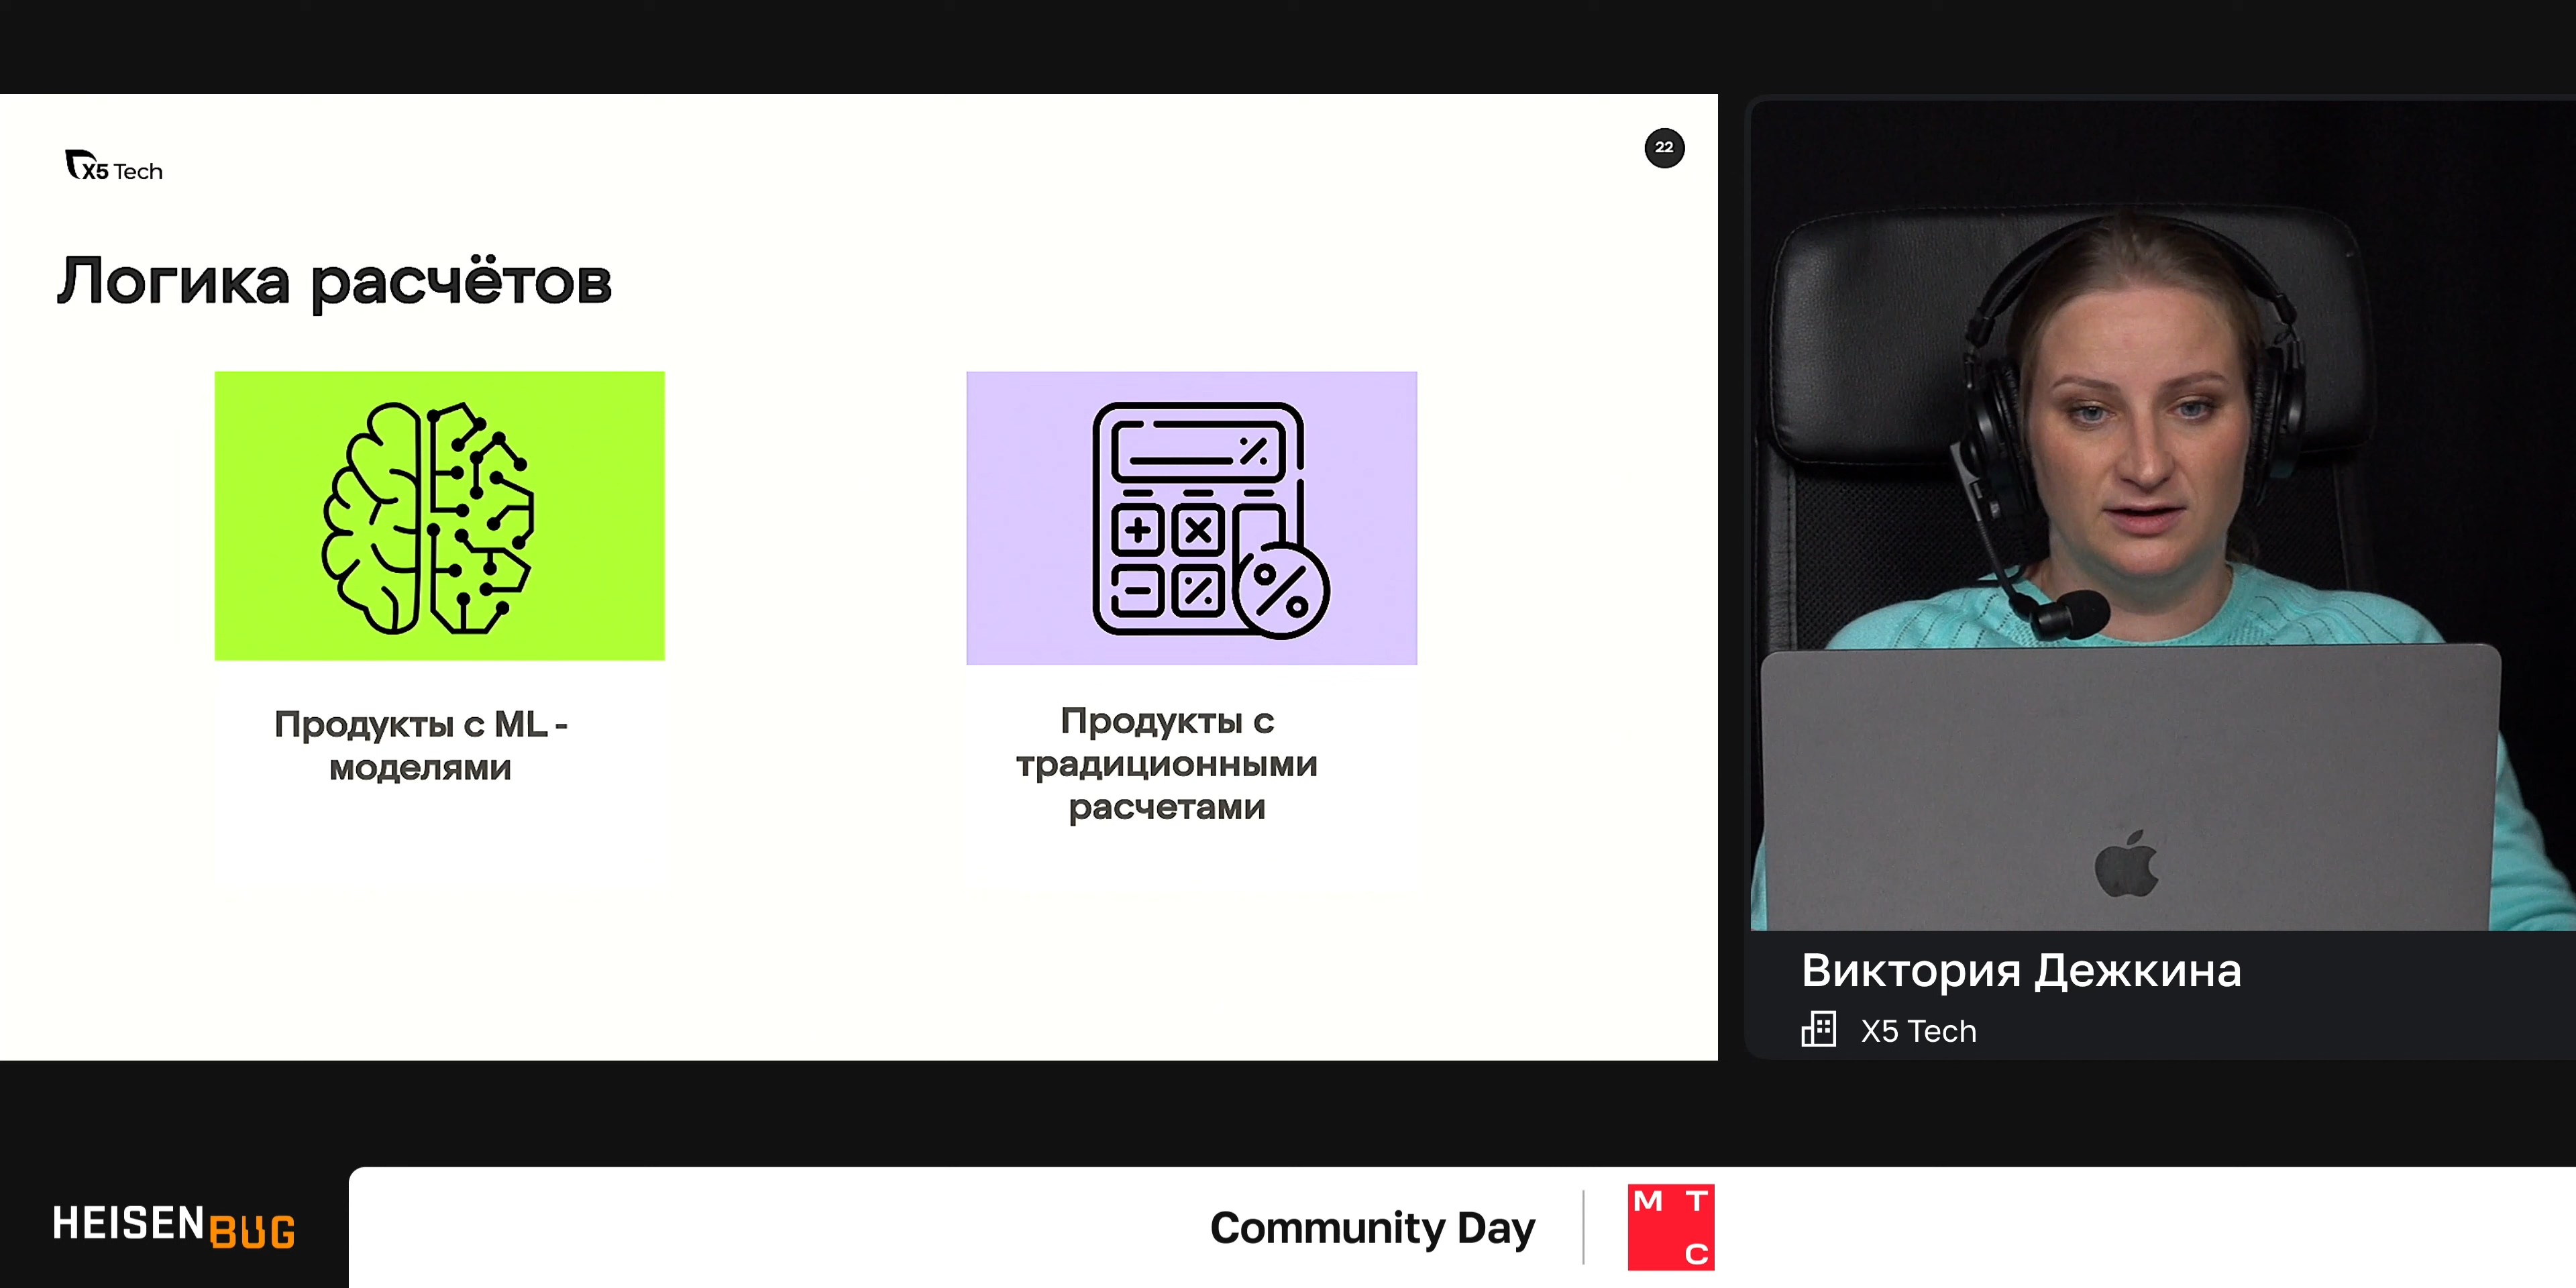 X5 Tech
22
Логика расчётов
Продукты с ML -
моделями
Продукты с
традиционными
расчетами
Виктория Дежкина
X5 Tech
HEISENBUG
Community Day
М Т
С